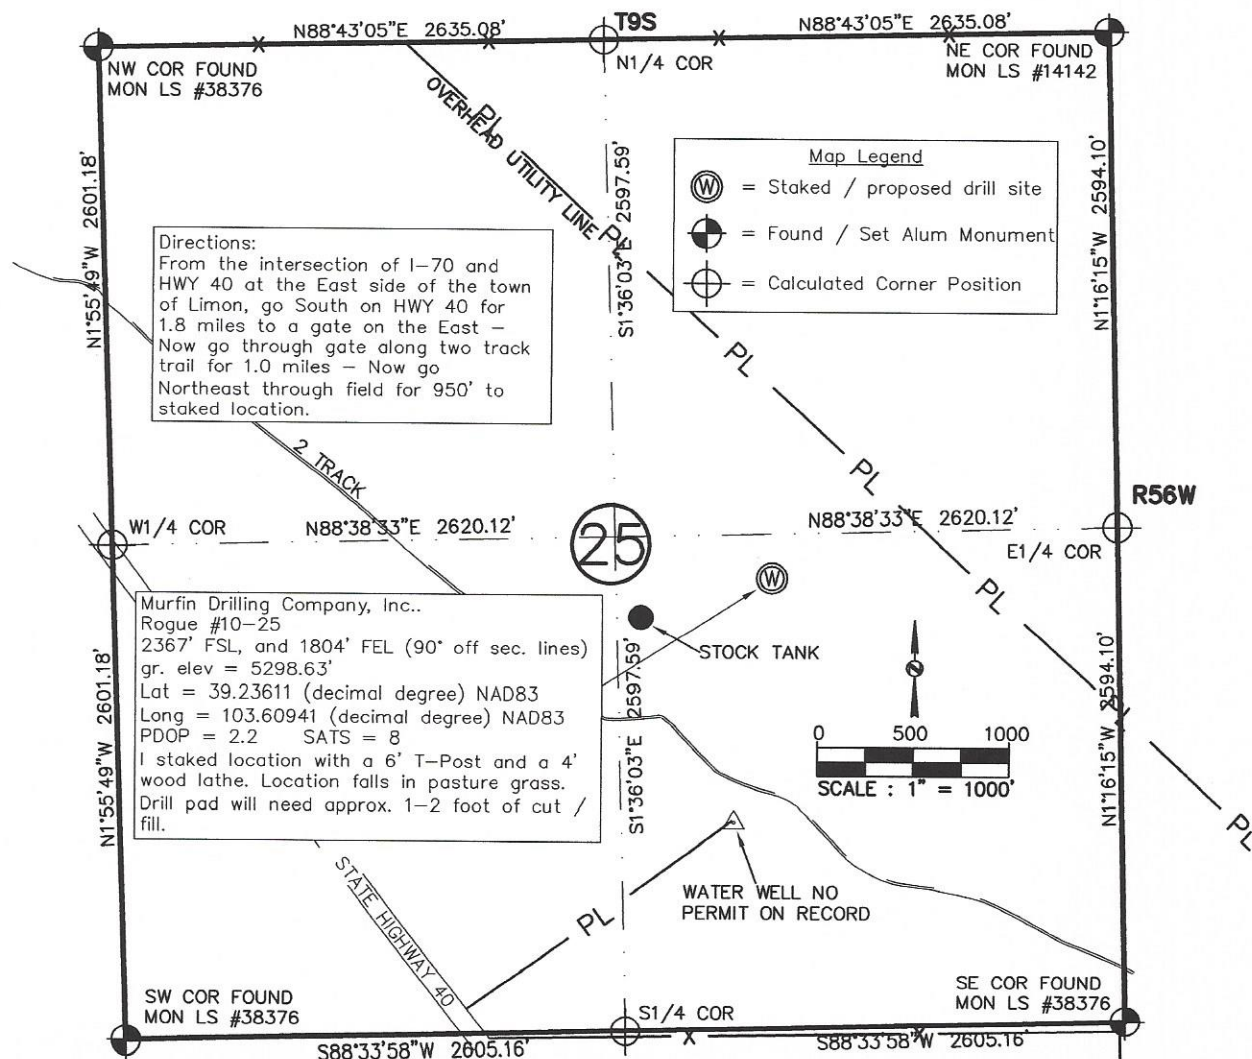 T9S
N88°43'05"E 2635.08'
N88°43'05"E 2635.08'
NW COR FOUND
MON LS #38376
N1/4 COR
NE COR FOUND
MON LS #14142
X
X
X
X
PL
OVERHEAD UTILITY LINE
PL
N1°55'49"W 2601.18'
S1°36'03"E 2597.59'
N1°16'15"W 2594.10'
Map Legend
W = Staked / proposed drill site
= Found / Set Alum Monument
= Calculated Corner Position
Directions:
From the intersection of I-70 and
HWY 40 at the East side of the town
of Limon, go South on HWY 40 for
1.8 miles to a gate on the East -
Now go through gate along two track
trail for 1.0 miles - Now go
Northeast through field for 950' to
staked location.
PL
2 TRACK
PL
R56W
W1/4 COR
N88°38'33"E 2620.12'
25
N88°38'33"E 2620.12'
E1/4 COR
W
PL
Murfin Drilling Company, Inc..
Rogue #10-25
2367' FSL, and 1804' FEL (90° off sec. lines)
gr. elev = 5298.63'
Lat = 39.23611 (decimal degree) NAD83
Long = 103.60941 (decimal degree) NAD83
PDOP = 2.2 SATS = 8
I staked location with a 6' T-Post and a 4'
wood lathe. Location falls in pasture grass.
Drill pad will need approx. 1-2 foot of cut /
fill.
STOCK TANK
N
0 500 1000
SCALE : 1" = 1000'
N1°55'49"W 2601.18'
S1°36'03"E 2597.59'
N1°16'15"W 2594.10'
PL
PL
WATER WELL NO
PERMIT ON RECORD
PL
STATE HIGHWAY 40
SW COR FOUND
MON LS #38376
S1/4 COR
SE COR FOUND
MON LS #38376
X
X
S88°33'58"W 2605.16'
S88°33'58"W 2605.16'